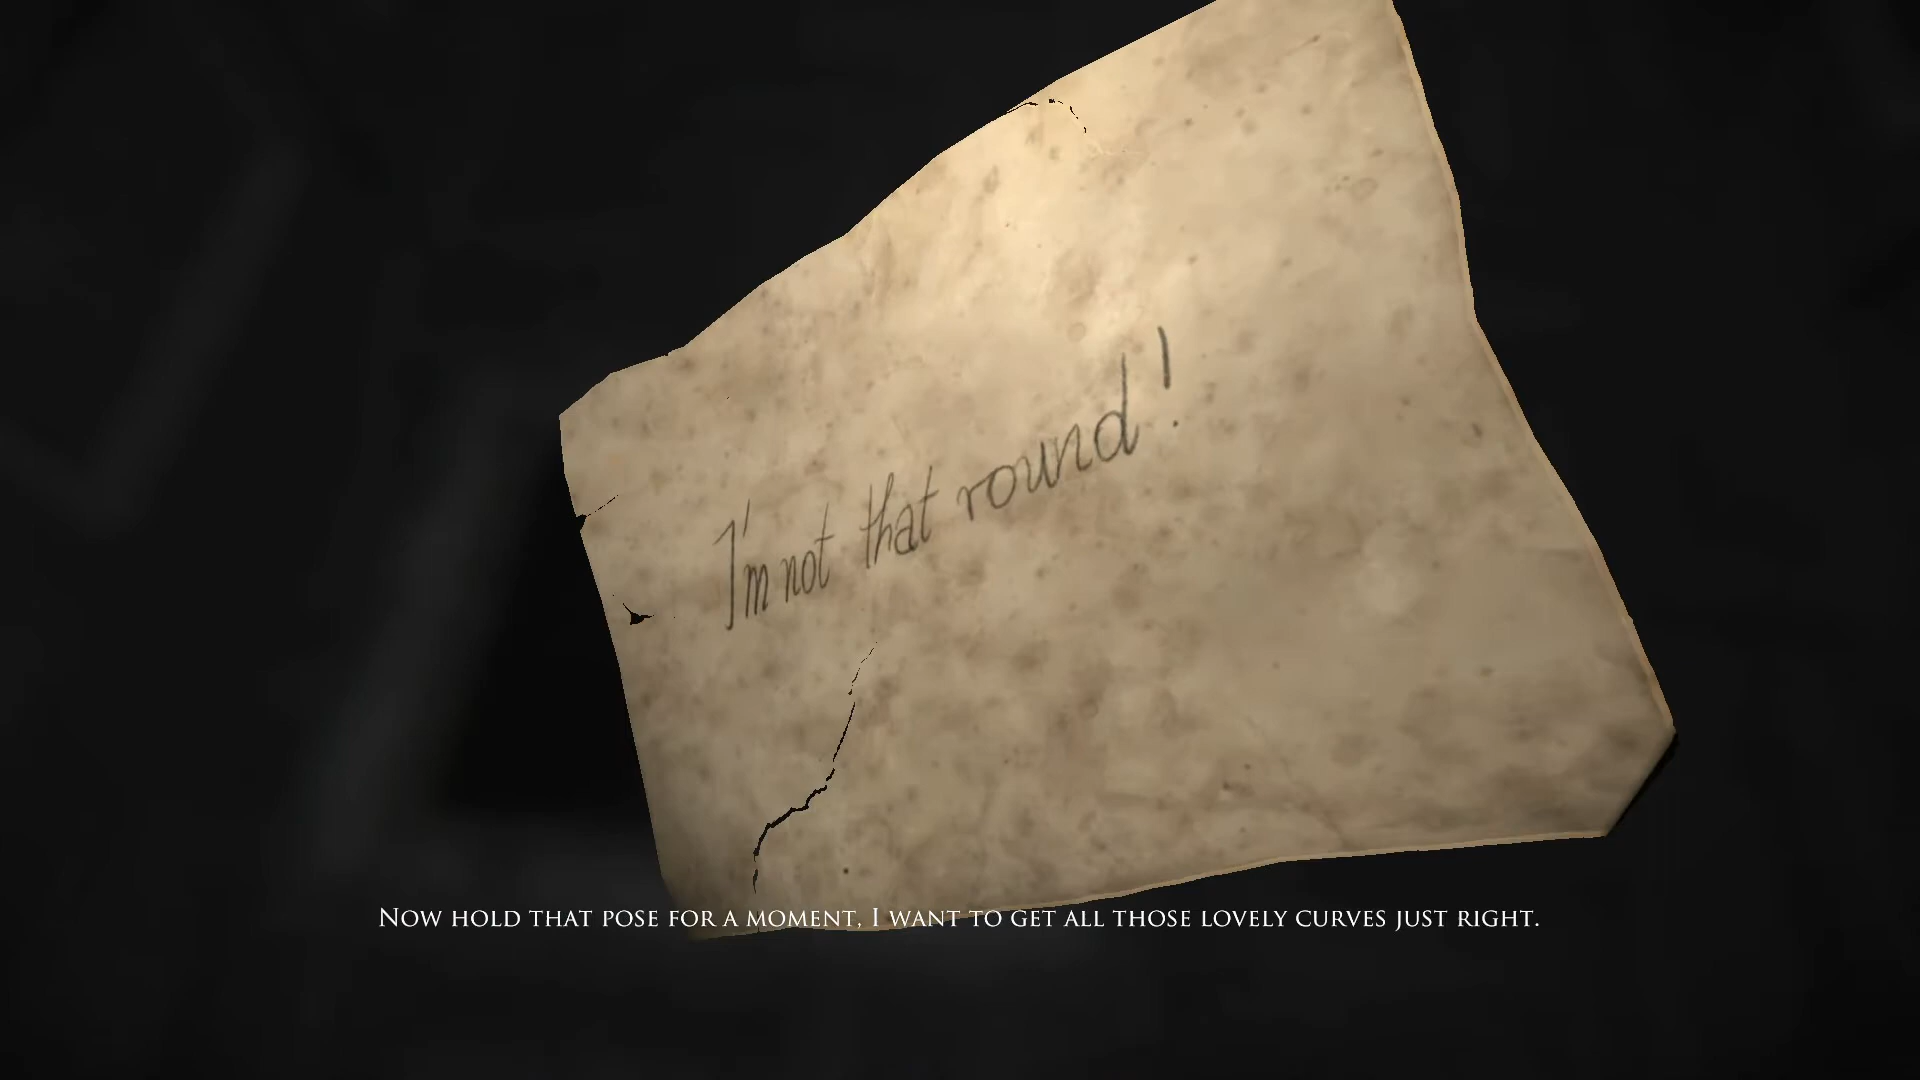 I'm not that round!
Now hold that pose for a moment, I want to get all those lovely curves just right.